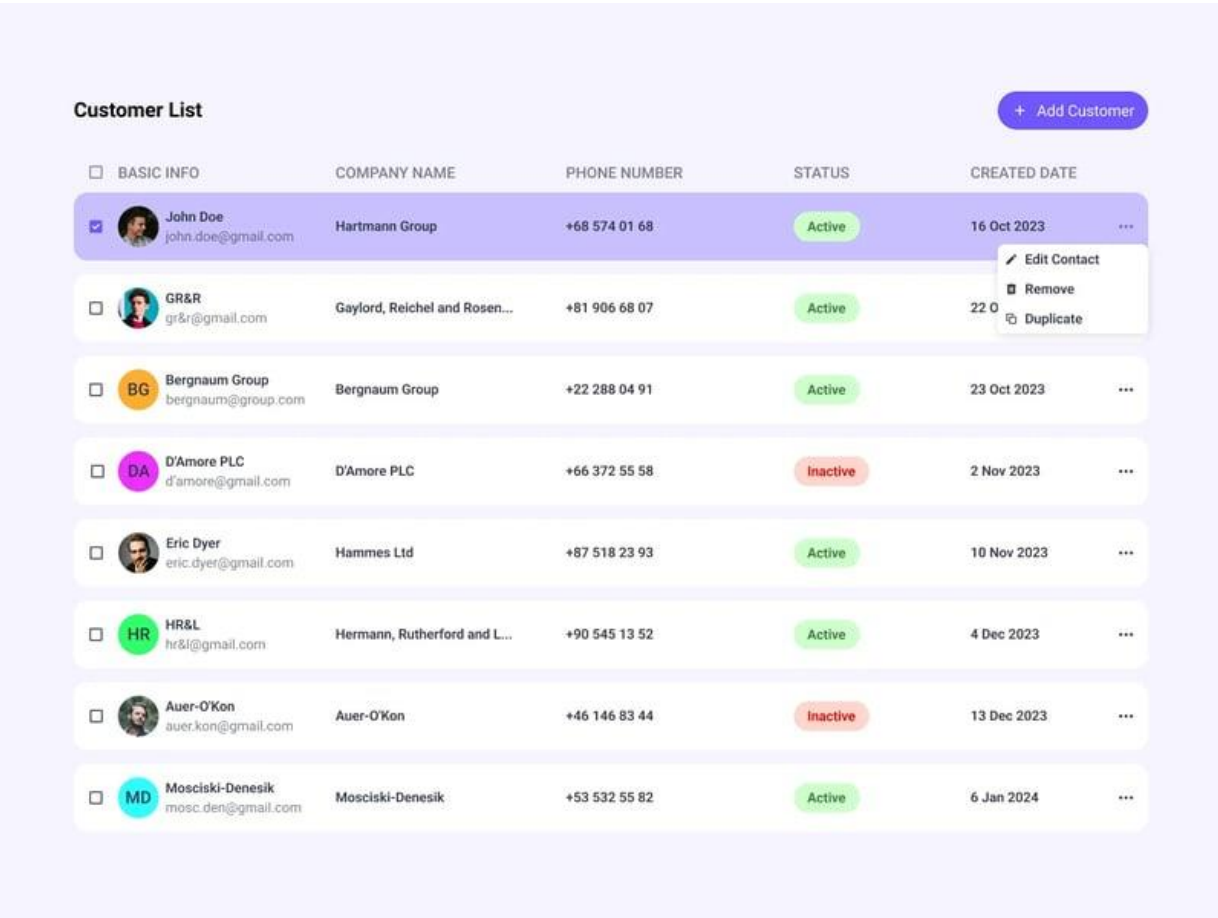 Customer List
+ Add Customer
BASIC INFO COMPANY NAME PHONE NUMBER STATUS CREATED DATE
John Doe
john.doe@gmail.com
Hartmann Group +68 574 01 68 Active 16 Oct 2023
Edit Contact
Remove
Duplicate
GR&R
gr&r@gmail.com
Gaylord, Reichel and Rosen... +81 906 68 07 Active 22 O
BG
Bergnaum Group
bergnaum@group.com
Bergnaum Group +22 288 04 91 Active 23 Oct 2023
DA
D'Amore PLC
d'amore@gmail.com
D'Amore PLC +66 372 55 58 Inactive 2 Nov 2023
Eric Dyer
eric.dyer@gmail.com
Hammes Ltd +87 518 23 93 Active 10 Nov 2023
HR
HR&L
hr&l@gmail.com
Hermann, Rutherford and L... +90 545 13 52 Active 4 Dec 2023
Auer-O'Kon
auer.kon@gmail.com
Auer-O'Kon +46 146 83 44 Inactive 13 Dec 2023
MD
Mosciski-Denesik
mosc.den@gmail.com
Mosciski-Denesik +53 532 55 82 Active 6 Jan 2024